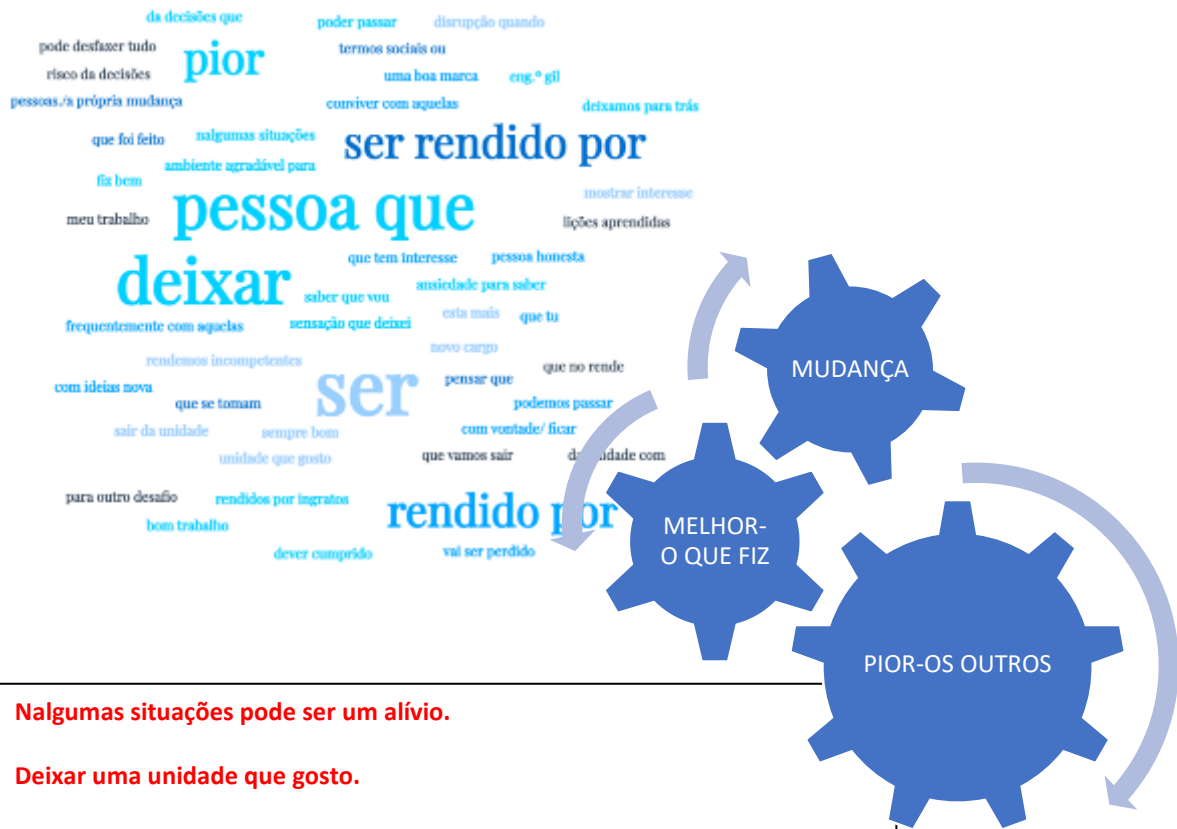 da decisões que
poder passar
disrupção quando
pode desfazer tudo
pior
termos sociais ou
risco da decisões
uma boa marca
eng.º gil
pessoas./a própria mudança
conviver com aquelas
deixamos para trás
que foi feito
nalgumas situações
ser rendido por
ambiente agradável para
fiz bem
pessoa que
mostrar interesse
meu trabalho
lições aprendidas
que tem interesse
pessoa honesta
deixar
saber que vou
ansiedade para saber
frequentemente com aquelas
sensação que deixei
esta mais
que tu
rendemos incompetentes
novo cargo
que no rende
com ideias nova
ser
pensar que
que se tomam
podemos passar
sair da unidade
sempre bom
com vontade/ ficar
unidade que gosto
que vamos sair
dade com
para outro desafio
rendidos por ingratos
rendido por
bom trabalho
dever cumprido
vai ser perdido
MUDANÇA
MELHOR-
O QUE FIZ
PIOR-OS OUTROS
Nalgumas situações pode ser um alívio.
Deixar uma unidade que gosto.